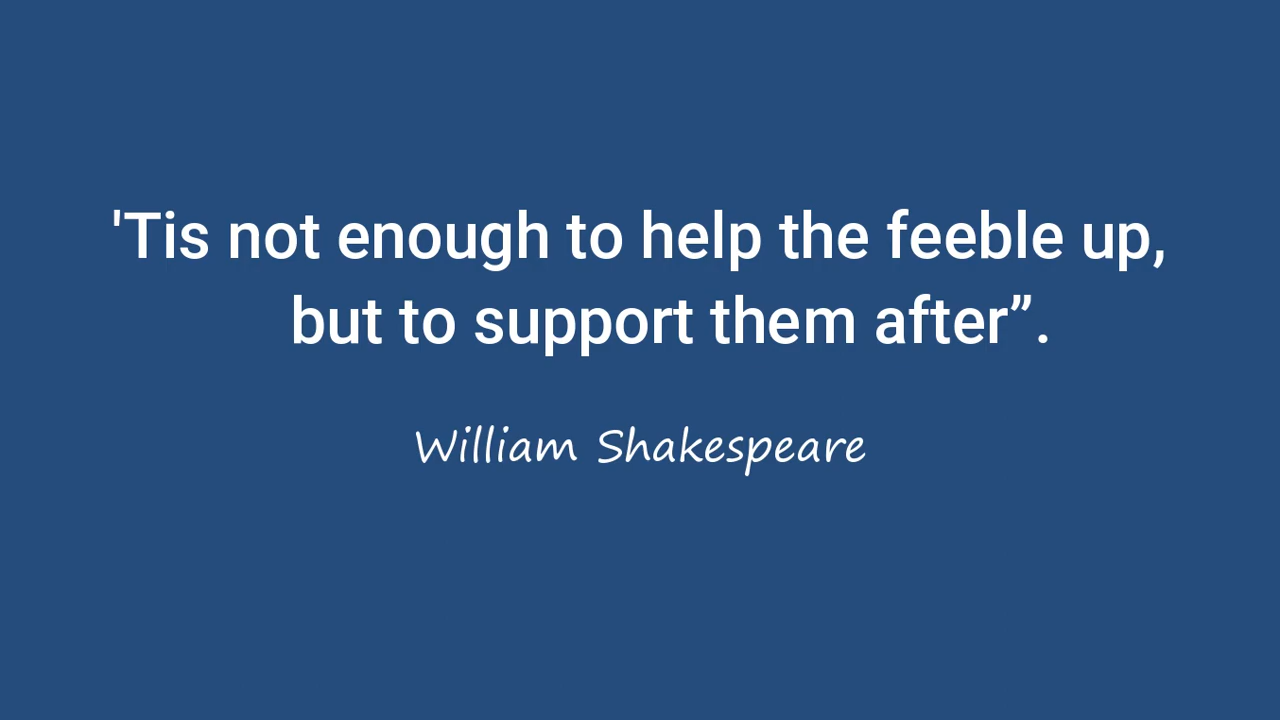 'Tis not enough to help the feeble up,
but to support them after”.
William Shakespeare